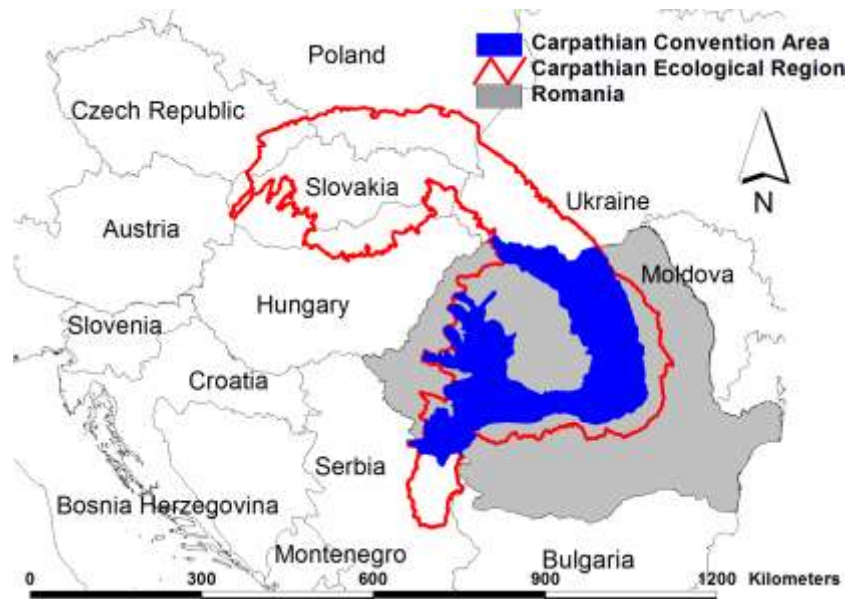 Poland
Carpathian Convention Area
Carpathian Ecological Region
Romania
Czech Republic
Slovakia
Ukraine
N
Austria
Moldova
Hungary
Slovenia
Croatia
Serbia
Bosnia Herzegovina
Montenegro
Bulgaria
0 300 600 900 1200 Kilometers